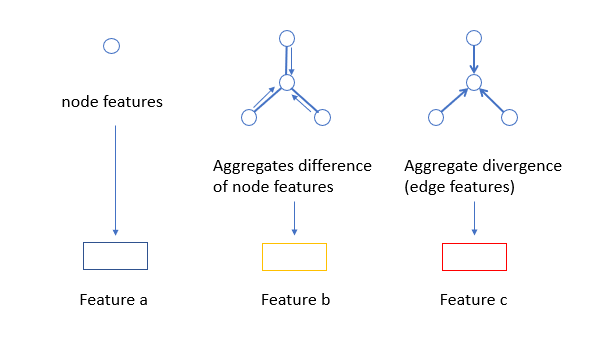 node features
Aggregates difference
of node features
Aggregate divergence
(edge features)
Feature a
Feature b
Feature c